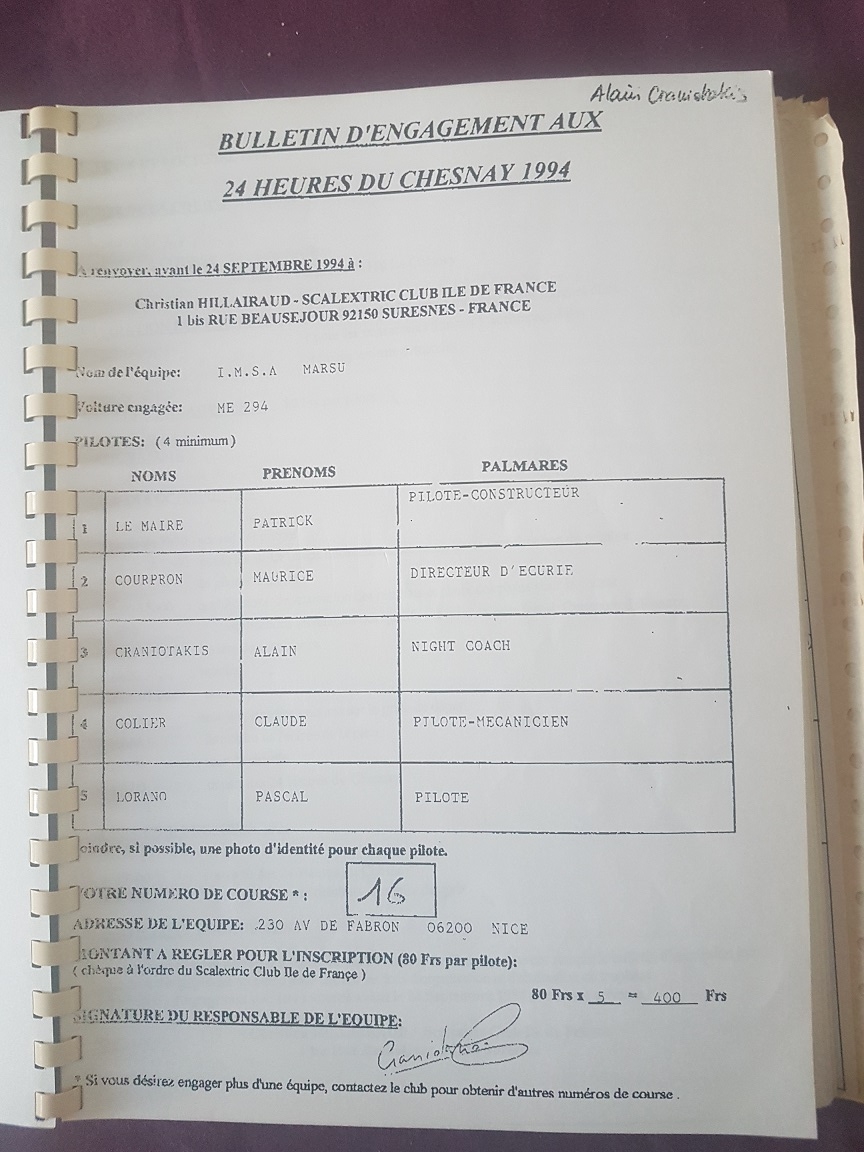 Alain Craniotakis
BULLETIN D'ENGAGEMENT AUX
24 HEURES DU CHESNAY 1994
A renvoyer, avant le 24 SEPTEMBRE 1994 à :
Christian HILLAIRAUD - SCALEXTRIC CLUB ILE DE FRANCE
1 bis RUE BEAUSEJOUR 92150 SURESNES - FRANCE
Nom de l'équipe: I.M.S.A MARSU
Voiture engagée: ME 294
PILOTES: ( 4 minimum )
NOMS PRENOMS PALMARES
1 LE MAIRE PATRICK PILOTE-CONSTRUCTEUR
2 COURPRON MAURICE DIRECTEUR D'ECURIE
3 CRANIOTAKIS ALAIN NIGHT COACH
4 COLIER CLAUDE PILOTE-MECANICIEN
5 LORANO PASCAL PILOTE
Joindre, si possible, une photo d'identité pour chaque pilote.
VOTRE NUMERO DE COURSE * : 16
ADRESSE DE L'EQUIPE: 230 AV DE FABRON 06200 NICE
MONTANT A REGLER POUR L'INSCRIPTION (80 Frs par pilote):
( chèque à l'ordre du Scalextric Club Ile de France )
80 Frs x 5 = 400 Frs
SIGNATURE DU RESPONSABLE DE L'EQUIPE:
* Si vous désirez engager plus d'une équipe, contactez le club pour obtenir d'autres numéros de course .